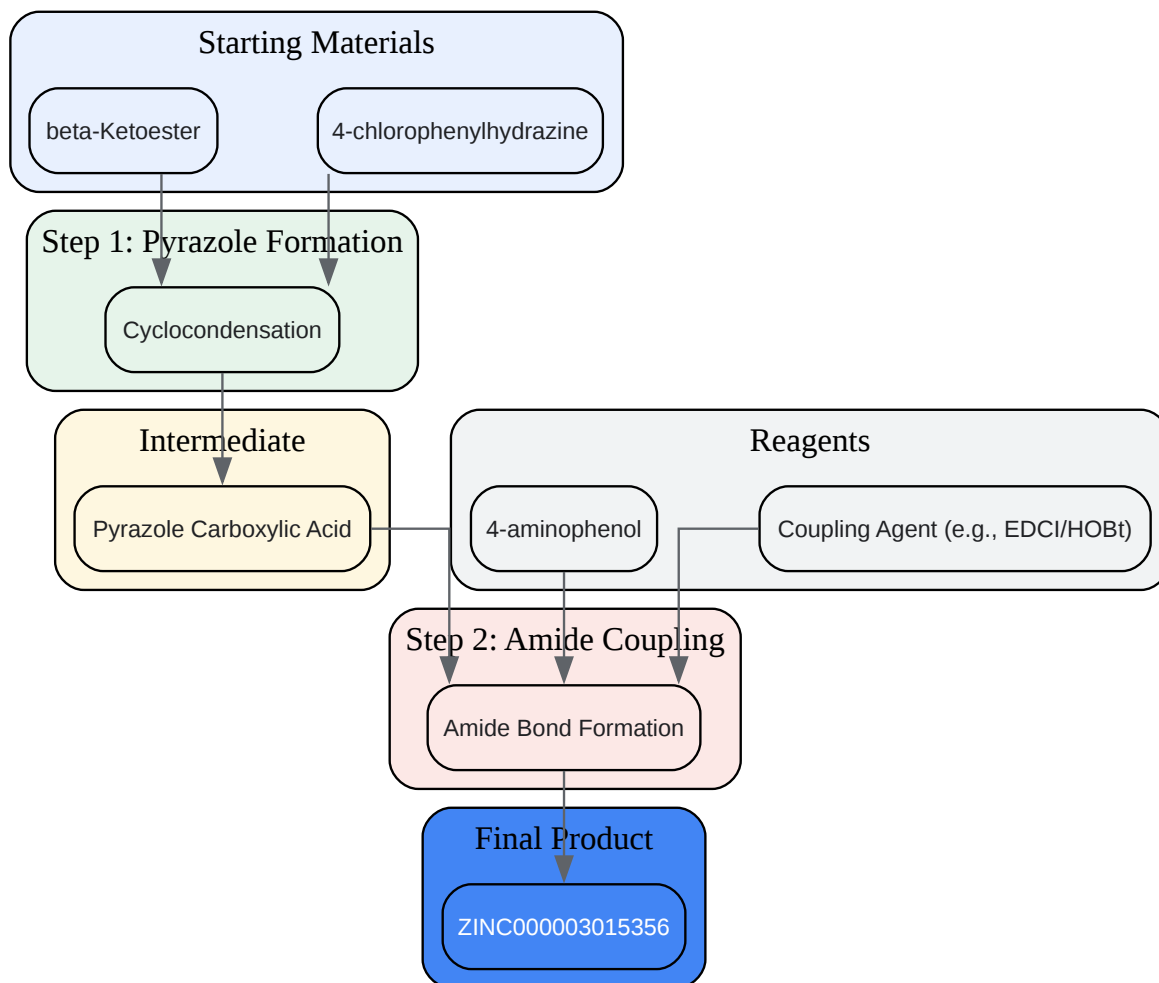 Starting Materials
beta-Ketoester
4-chlorophenylhydrazine
Step 1: Pyrazole Formation
Cyclocondensation
Intermediate
Pyrazole Carboxylic Acid
Reagents
4-aminophenol
Coupling Agent (e.g., EDCI/HOBt)
Step 2: Amide Coupling
Amide Bond Formation
Final Product
ZINC000003015356